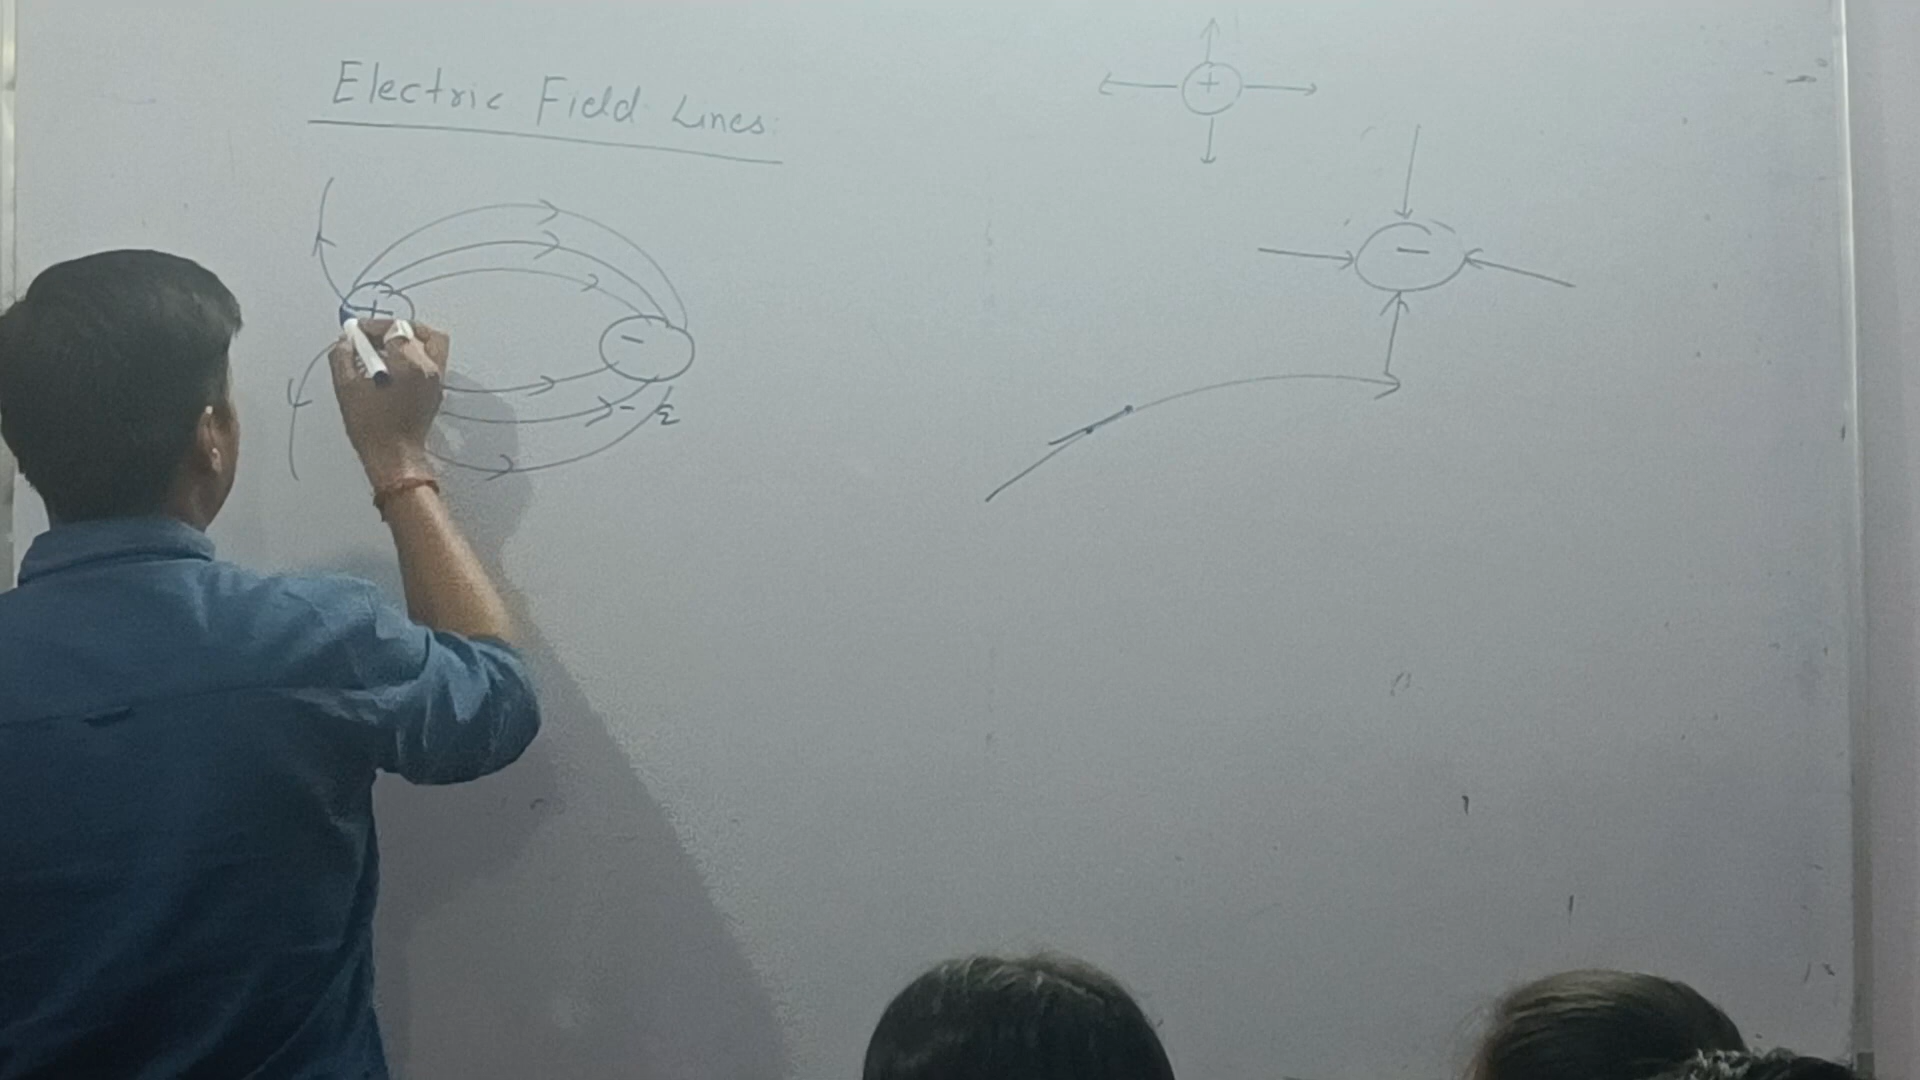 Electric Field Lines
+
+
-
-